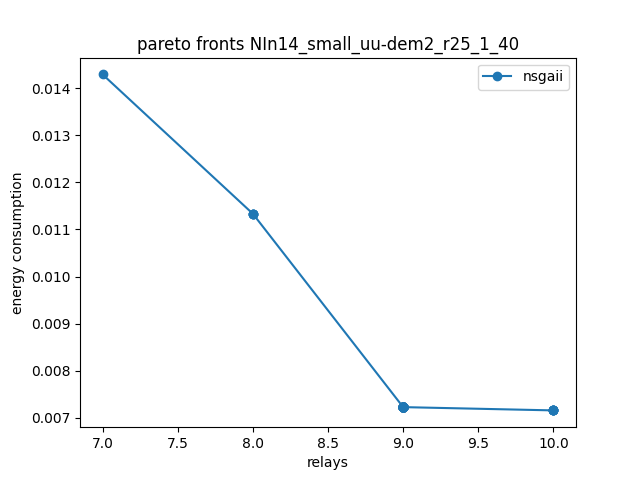 pareto fronts NIn14_small_uu-dem2_r25_1_40
nsgaii
0.014
0.013
0.012
0.011
0.010
0.009
0.008
0.007
energy consumption
7.0 7.5 8.0 8.5 9.0 9.5 10.0
relays